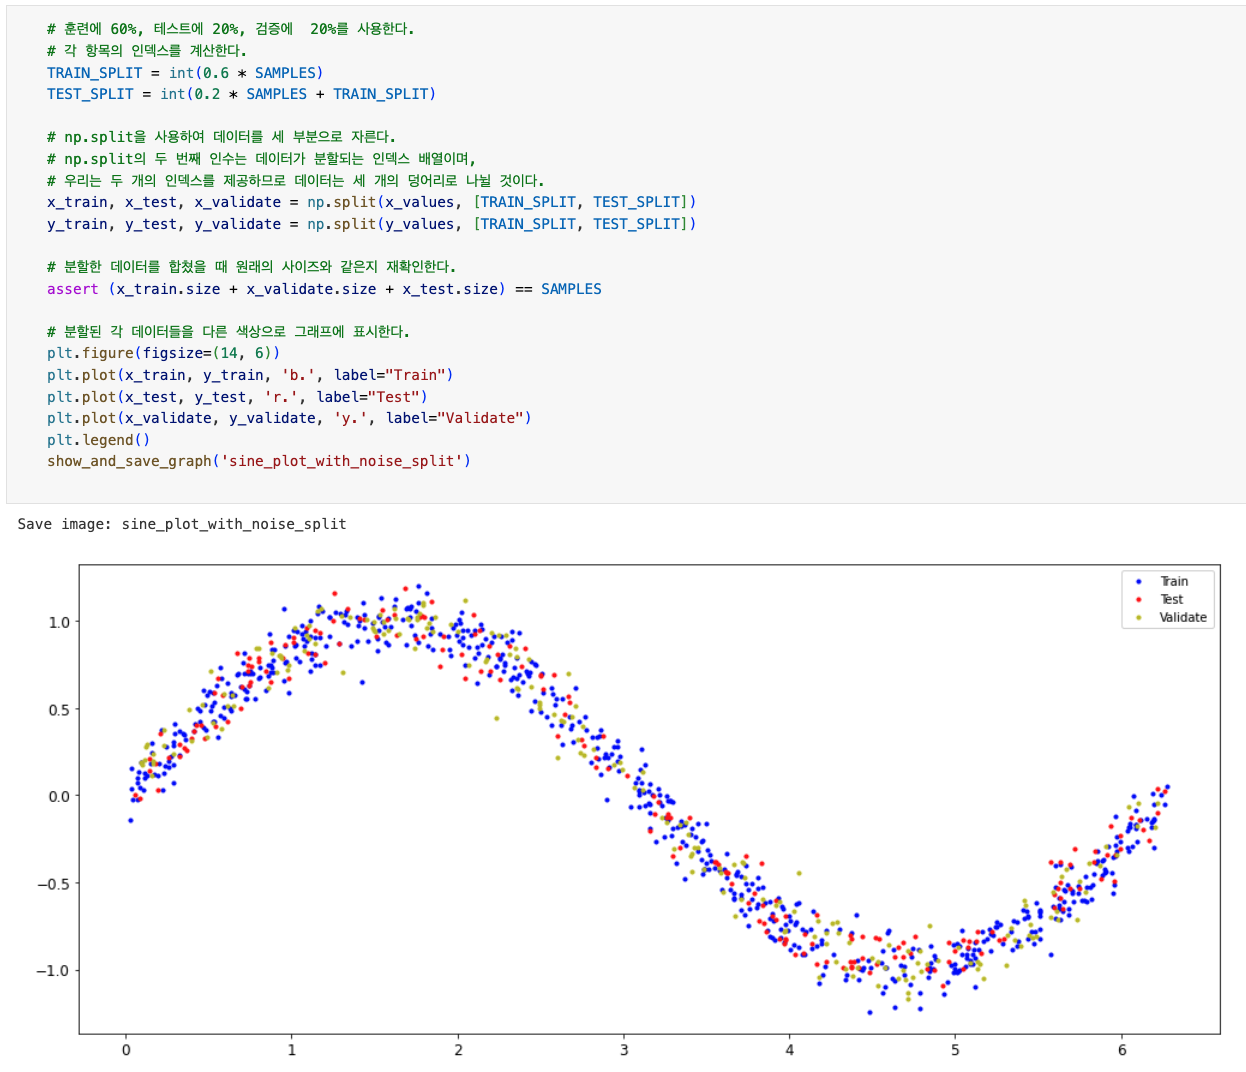 # 훈련에 60%, 테스트에 20%, 검증에  20%를 사용한다.
# 각 항목의 인덱스를 계산한다.
TRAIN_SPLIT = int(0.6 * SAMPLES)
TEST_SPLIT = int(0.2 * SAMPLES + TRAIN_SPLIT)
# np.split을 사용하여 데이터를 세 부분으로 자른다.
# np.split의 두 번째 인수는 데이터가 분할되는 인덱스 배열이며,
# 우리는 두 개의 인덱스를 제공하므로 데이터는 세 개의 덩어리로 나뉠 것이다.
x_train, x_test, x_validate = np.split(x_values, [TRAIN_SPLIT, TEST_SPLIT])
y_train, y_test, y_validate = np.split(y_values, [TRAIN_SPLIT, TEST_SPLIT])
# 분할한 데이터를 합쳤을 때 원래의 사이즈와 같은지 재확인한다.
assert (x_train.size + x_validate.size + x_test.size) == SAMPLES
# 분할된 각 데이터들을 다른 색상으로 그래프에 표시한다.
plt.figure(figsize=(14, 6))
plt.plot(x_train, y_train, 'b.', label="Train")
plt.plot(x_test, y_test, 'r.', label="Test")
plt.plot(x_validate, y_validate, 'y.', label="Validate")
plt.legend()
show_and_save_graph('sine_plot_with_noise_split')
Save image: sine_plot_with_noise_split
Train
Test
Validate
1.0
0.5
0.0
−0.5
−1.0
0 1 2 3 4 5 6